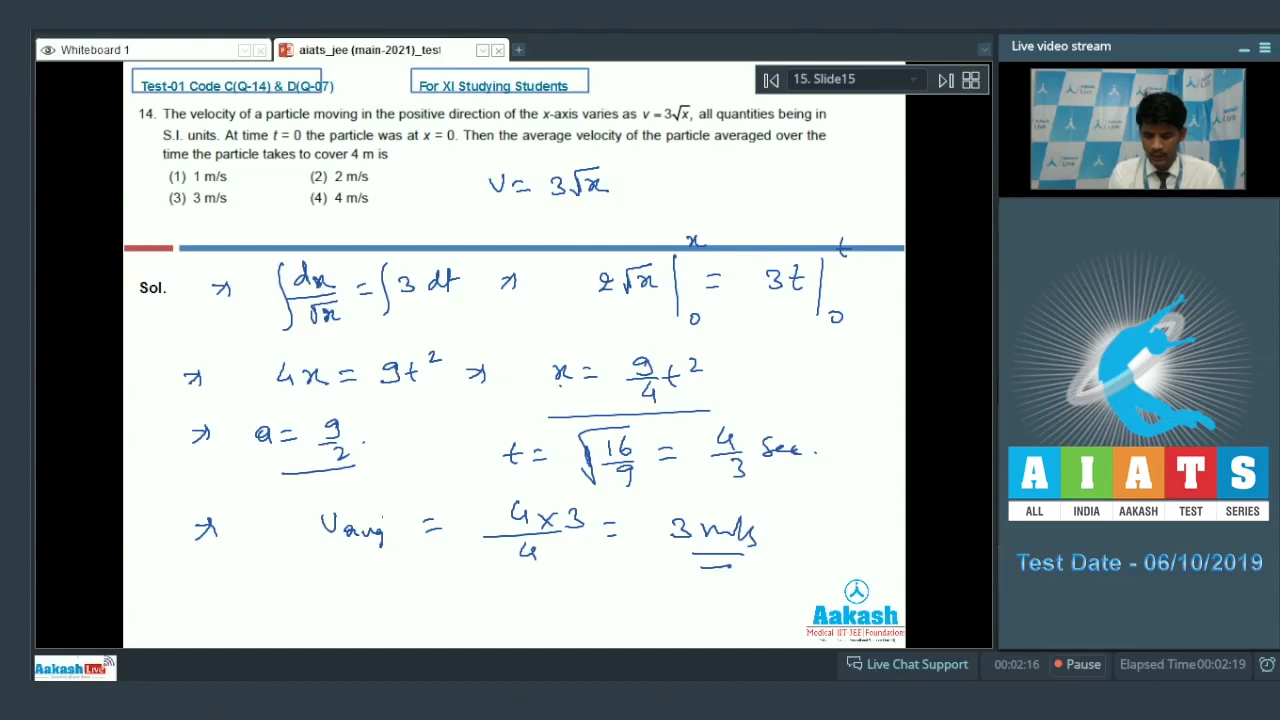 Whiteboard 1
aiats_jee (main-2021)_test
Live video stream
Test-01 Code C(Q-14) & D(Q-07)
For XI Studying Students
15. Slide15
14. The velocity of a particle moving in the positive direction of the x-axis varies as v = 3√x, all quantities being in
S.I. units. At time t = 0 the particle was at x = 0. Then the average velocity of the particle averaged over the
time the particle takes to cover 4 m is
(1) 1 m/s (2) 2 m/s
(3) 3 m/s (4) 4 m/s
v = 3√x
Sol. ⇒ ∫ dx/√x = ∫ 3 dt ⇒ 2√x |₀ˣ = 3t |₀ᵗ
⇒ 4x = 9t² ⇒ x = 9/4 t²
⇒ a = 9/2. t = √(16/9) = 4/3 sec.
⇒ Vavg = 4×3/4 = 3 m/s
Aakash
Medical|IIT-JEE|Foundations
AIATS
ALL INDIA AAKASH TEST SERIES
Test Date - 06/10/2019
Aakash Live
Live Chat Support
00:02:16
Pause
Elapsed Time 00:02:19